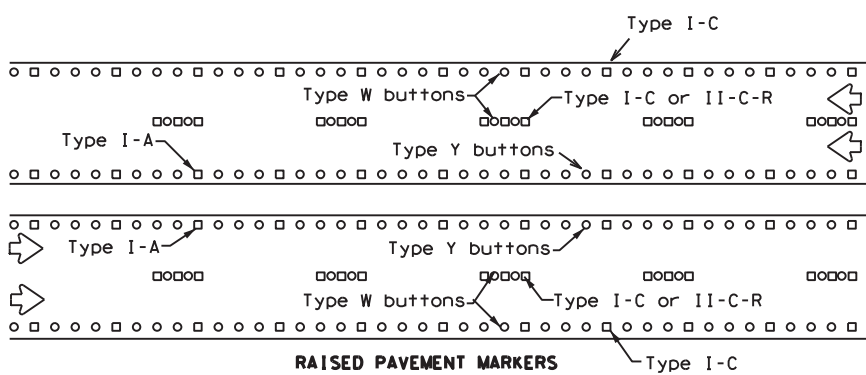 Type I-C
Type W buttons
Type I-C or II-C-R
Type I-A
Type Y buttons
Type I-A
Type Y buttons
Type W buttons
Type I-C or II-C-R
RAISED PAVEMENT MARKERS
Type I-C